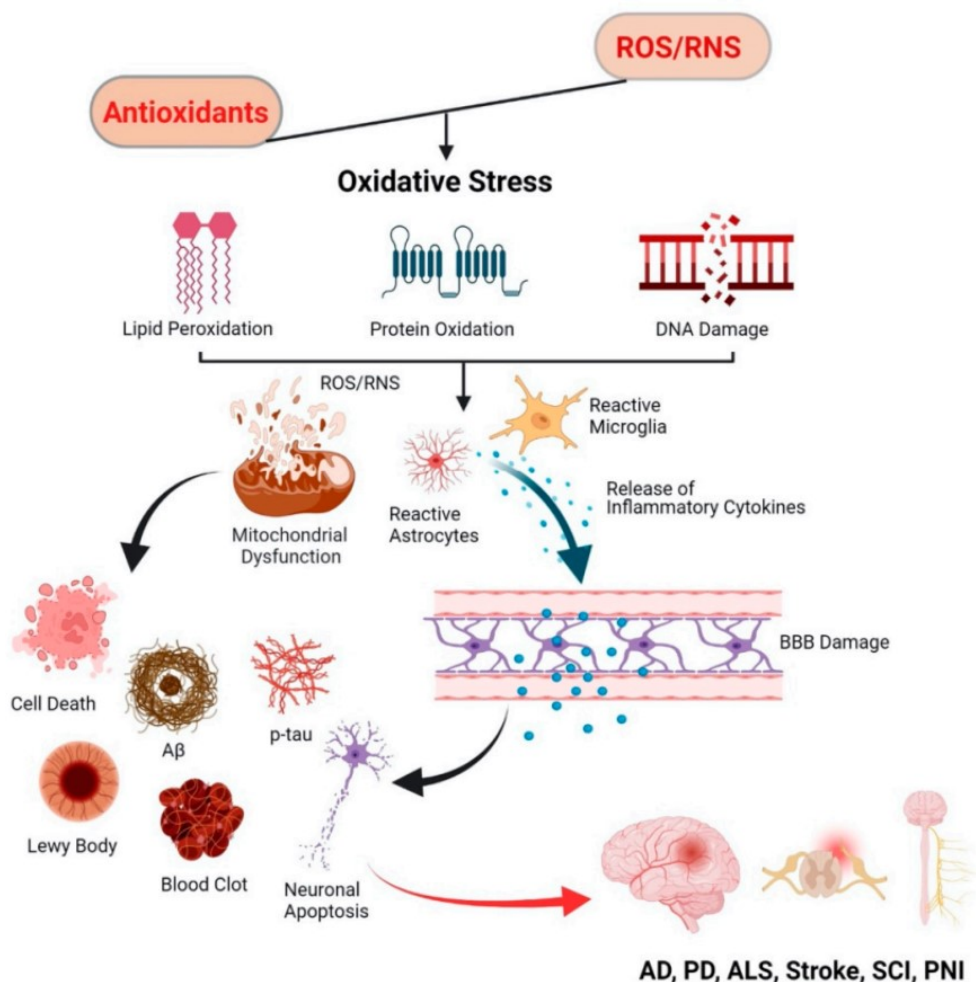 ROS/RNS
Antioxidants
Oxidative Stress
Lipid Peroxidation
Protein Oxidation
DNA Damage
ROS/RNS
Reactive
Microglia
Mitochondrial
Dysfunction
Reactive
Astrocytes
Release of
Inflammatory Cytokines
BBB Damage
Cell Death
Aβ
p-tau
Lewy Body
Blood Clot
Neuronal
Apoptosis
AD, PD, ALS, Stroke, SCI, PNI